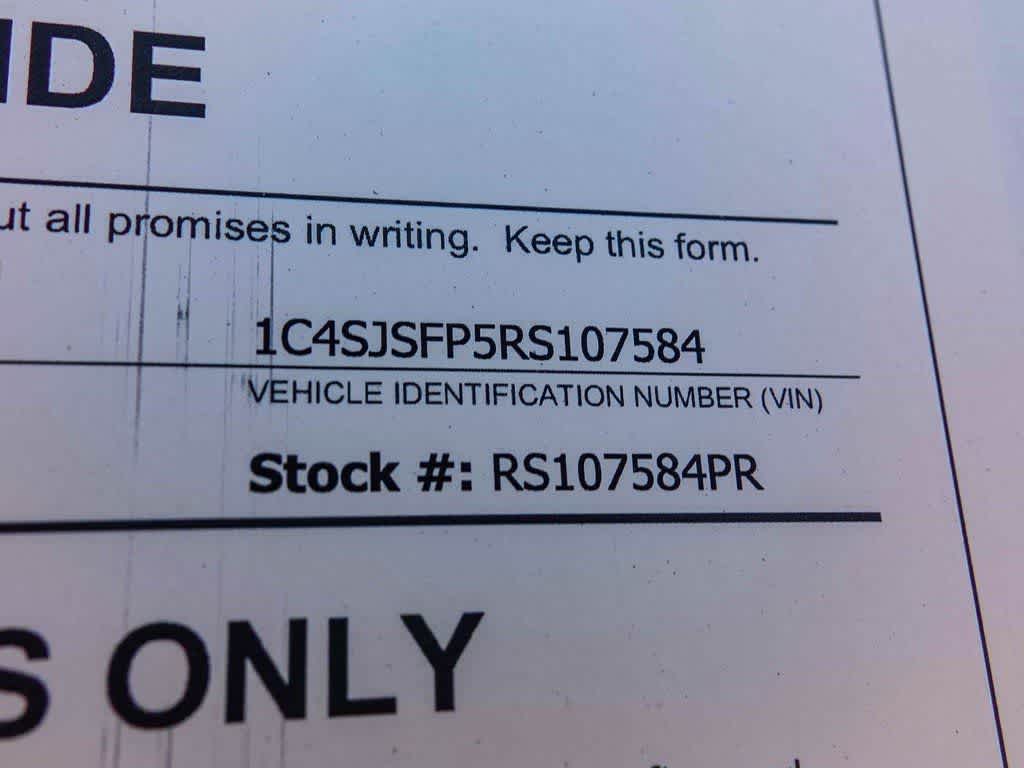 IDE
ut all promises in writing. Keep this form.
1C4SJSFP5RS107584
VEHICLE IDENTIFICATION NUMBER (VIN)
Stock #: RS107584PR
S ONLY